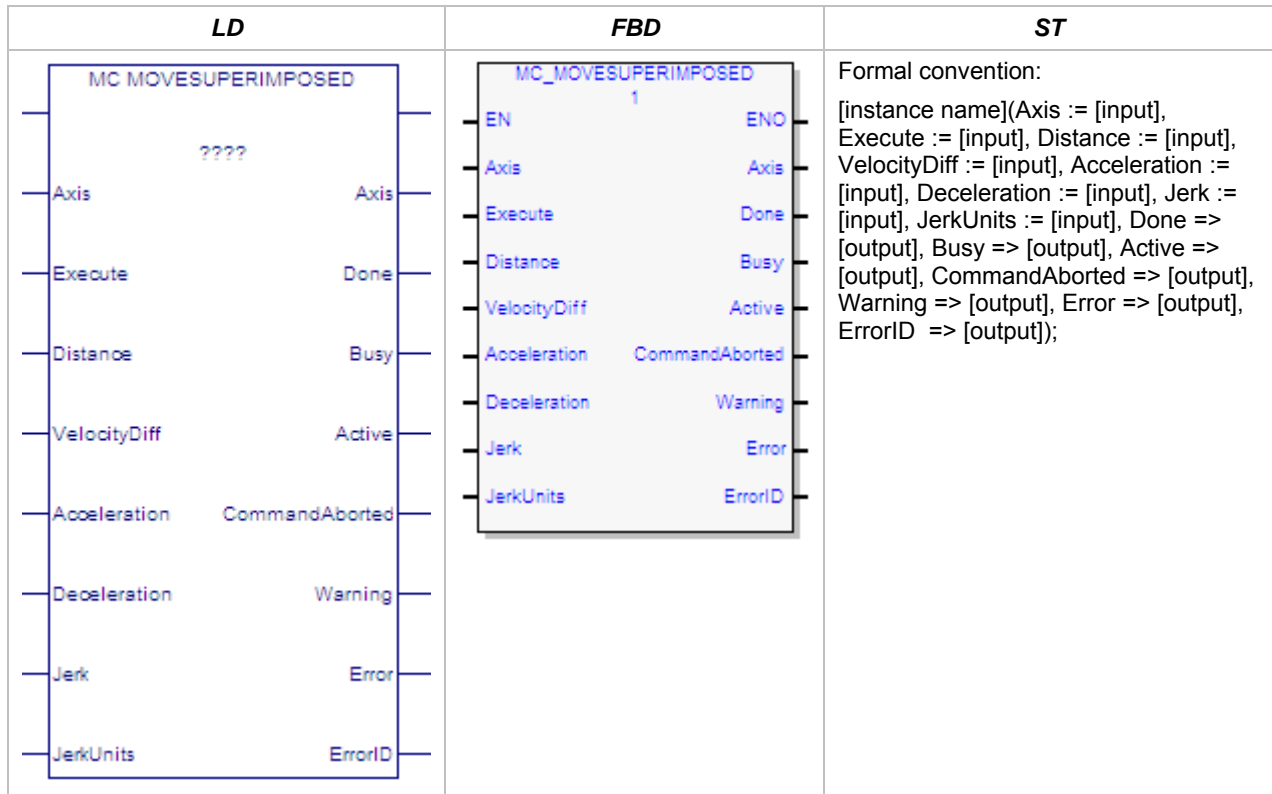 LD
FBD
ST
MC MOVESUPERIMPOSED
????
Axis Axis
Execute Done
Distance Busy
VelocityDiff Active
Acceleration CommandAborted
Deceleration Warning
Jerk Error
JerkUnits ErrorID
MC_MOVESUPERIMPOSED
1
EN ENO
Axis Axis
Execute Done
Distance Busy
VelocityDiff Active
Acceleration CommandAborted
Deceleration Warning
Jerk Error
JerkUnits ErrorID
Formal convention:
[instance name](Axis := [input],
Execute := [input], Distance := [input],
VelocityDiff := [input], Acceleration :=
[input], Deceleration := [input], Jerk :=
[input], JerkUnits := [input], Done =>
[output], Busy => [output], Active =>
[output], CommandAborted => [output],
Warning => [output], Error => [output],
ErrorID => [output]);